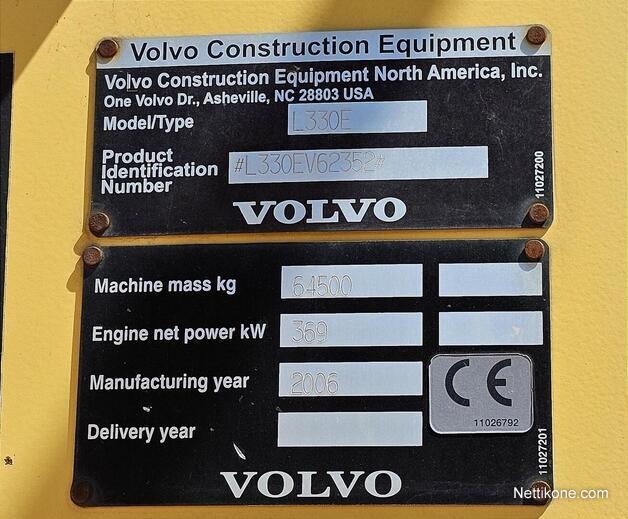 Volvo Construction Equipment
Volvo Construction Equipment North America, Inc.
One Volvo Dr., Asheville, NC 28803 USA
Model/Type L330E
Product
Identification #L330EV62352#
Number
11027200
VOLVO
Machine mass kg 64500
Engine net power kW 369
Manufacturing year 2006
CE
11026792
Delivery year
11027201
VOLVO
Nettikone.com